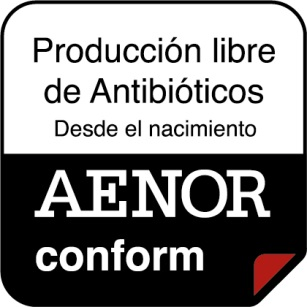 Producción libre
de Antibióticos
Desde el nacimiento
AENOR
conform